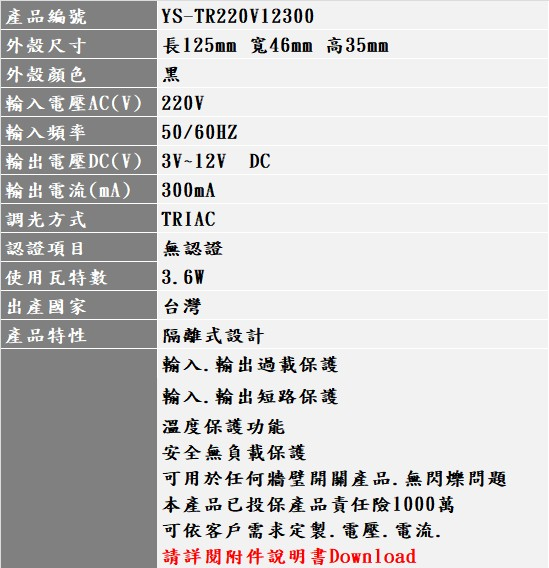 產品編號 YS-TR220V12300
外殼尺寸 長125mm 寬46mm 高35mm
外殼顏色 黑
輸入電壓AC(V) 220V
輸入頻率 50/60HZ
輸出電壓DC(V) 3V~12V DC
輸出電流(mA) 300mA
調光方式 TRIAC
認證項目 無認證
使用瓦特數 3.6W
出產國家 台灣
產品特性 隔離式設計
輸入.輸出過載保護
輸入.輸出短路保護
溫度保護功能
安全無負載保護
可用於任何牆壁開關產品.無閃爍問題
本產品已投保產品責任險1000萬
可依客戶需求定製.電壓.電流.
請詳閱附件說明書Download